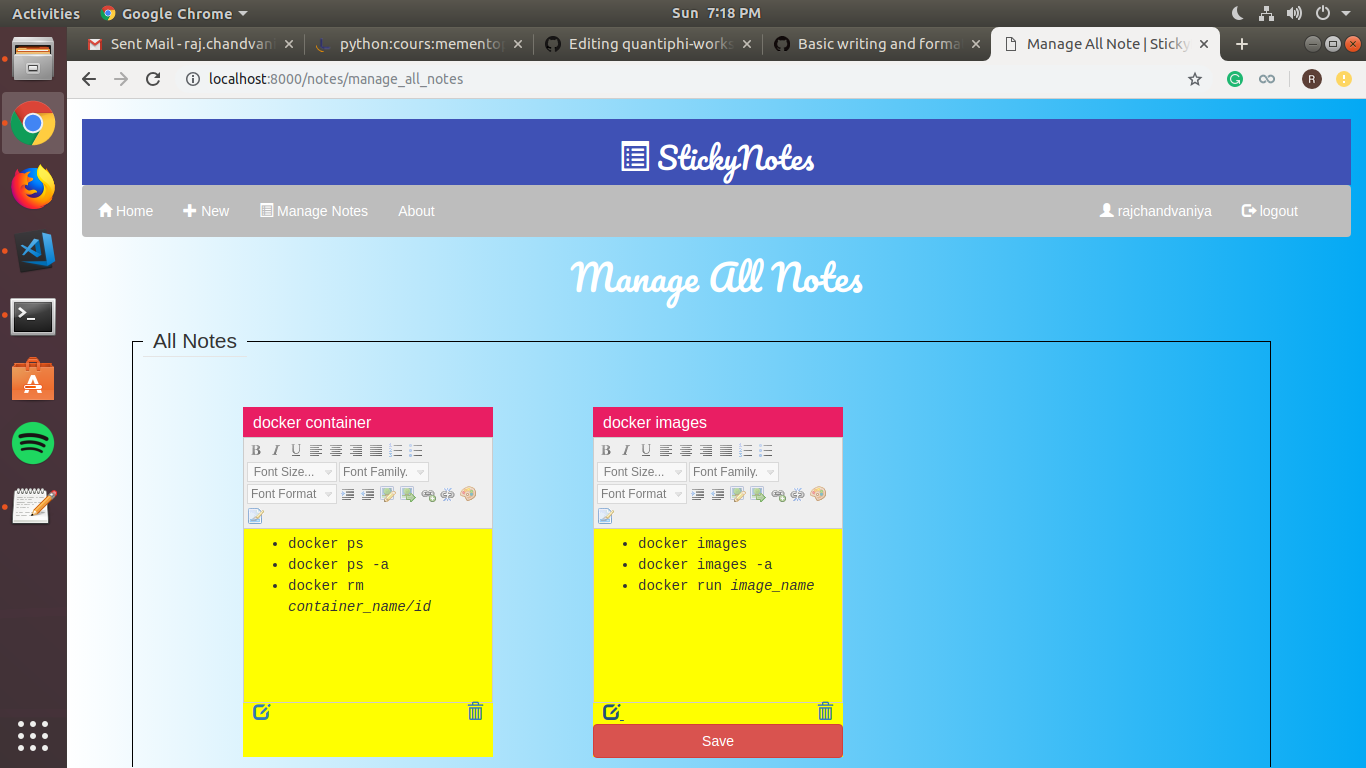 Activities Google Chrome Sun 7:18 PM
Sent Mail - raj.chandvani python:cours:memento Editing quantiphi-works Basic writing and forma Manage All Note | Sticky
localhost:8000/notes/manage_all_notes R
StickyNotes
Home New Manage Notes About rajchandvaniya logout
Manage All Notes
All Notes
docker container
B I U
Font Size... Font Family.
Font Format
• docker ps
• docker ps -a
• docker rm
container_name/id
docker images
B I U
Font Size... Font Family.
Font Format
• docker images
• docker images -a
• docker run image_name
Save